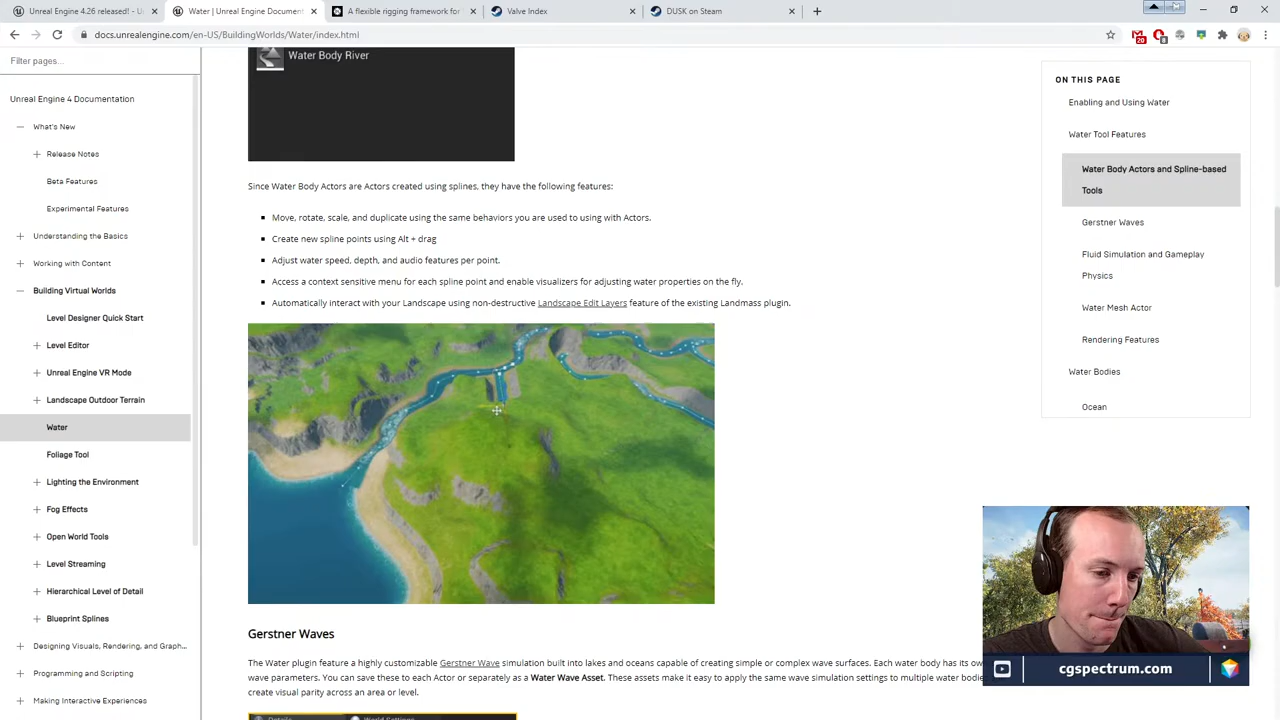 Unreal Engine 4.26 released! - U
Water | Unreal Engine Document
A flexible rigging framework for
Valve Index
DUSK on Steam
docs.unrealengine.com/en-US/BuildingWorlds/Water/index.html
20
8
Filter pages...
Unreal Engine 4 Documentation
What's New
Release Notes
Beta Features
Experimental Features
Understanding the Basics
Working with Content
Building Virtual Worlds
Level Designer Quick Start
Level Editor
Unreal Engine VR Mode
Landscape Outdoor Terrain
Water
Foliage Tool
Lighting the Environment
Fog Effects
Open World Tools
Level Streaming
Hierarchical Level of Detail
Blueprint Splines
Designing Visuals, Rendering, and Graph...
Programming and Scripting
Making Interactive Experiences
Water Body River
Since Water Body Actors are Actors created using splines, they have the following features:
Move, rotate, scale, and duplicate using the same behaviors you are used to using with Actors.
Create new spline points using Alt + drag
Adjust water speed, depth, and audio features per point.
Access a context sensitive menu for each spline point and enable visualizers for adjusting water properties on the fly.
Automatically interact with your Landscape using non-destructive Landscape Edit Layers feature of the existing Landmass plugin.
Gerstner Waves
The Water plugin feature a highly customizable Gerstner Wave simulation built into lakes and oceans capable of creating simple or complex wave surfaces. Each water body has its own
wave parameters. You can save these to each Actor or separately as a Water Wave Asset. These assets make it easy to apply the same wave simulation settings to multiple water bodies
create visual parity across an area or level.
Details
World Settings
ON THIS PAGE
Enabling and Using Water
Water Tool Features
Water Body Actors and Spline-based
Tools
Gerstner Waves
Fluid Simulation and Gameplay
Physics
Water Mesh Actor
Rendering Features
Water Bodies
Ocean
cgspectrum.com